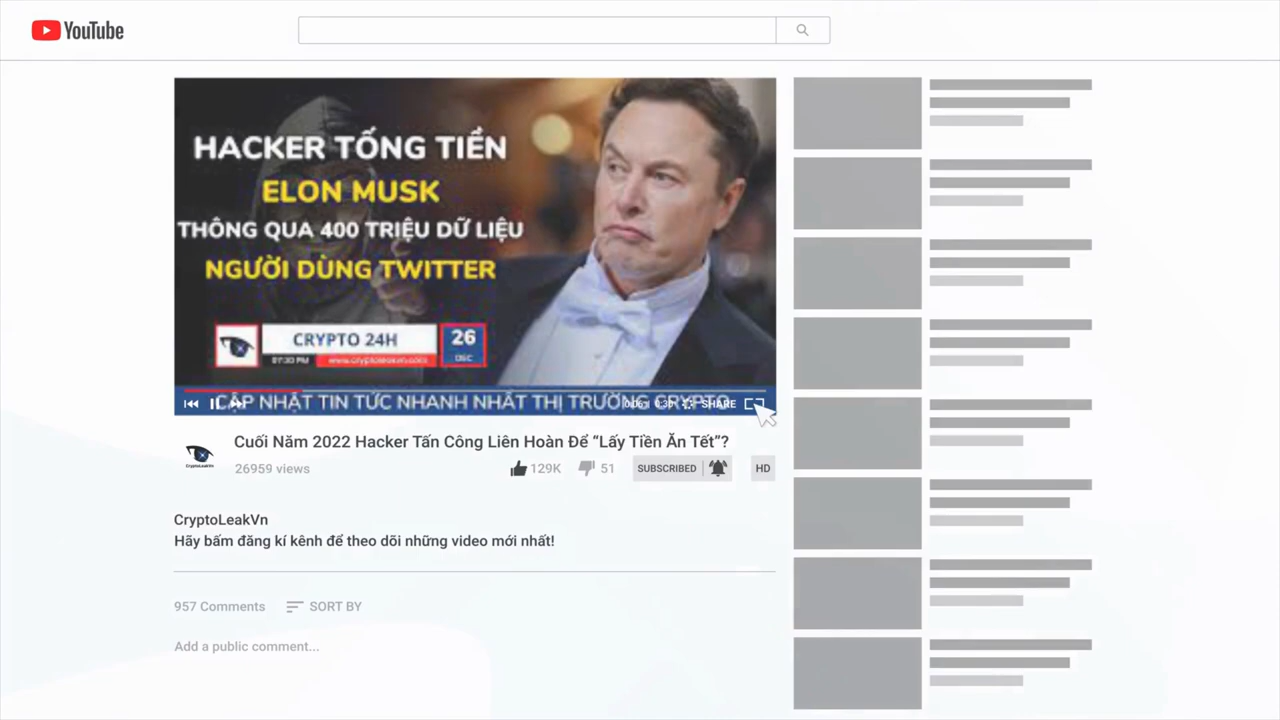 YouTube
HACKER TỐNG TIỀN
ELON MUSK
THÔNG QUA 400 TRIỆU DỮ LIỆU
NGƯỜI DÙNG TWITTER
CRYPTO 24H
26
DEC
07:30 PM
www.cryptoleakvn.com
CẬP NHẬT TIN TỨC NHANH NHẤT THỊ TRƯỜNG CRYPTO
SHARE
Cuối Năm 2022 Hacker Tấn Công Liên Hoàn Để “Lấy Tiền Ăn Tết”?
CryptoLeakVn
26959 views
129K
51
SUBSCRIBED
HD
CryptoLeakVn
Hãy bấm đăng kí kênh để theo dõi những video mới nhất!
957 Comments
SORT BY
Add a public comment...